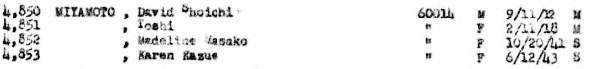 4,850 MIYAMOTO , David Shoichi 60014 M 9/11/12 M
4,851 , Toshi " F 2/11/18 M
4,852 , Madeline Masako " F 10/20/41 S
4,853 , Karen Kazue " F 6/12/43 S